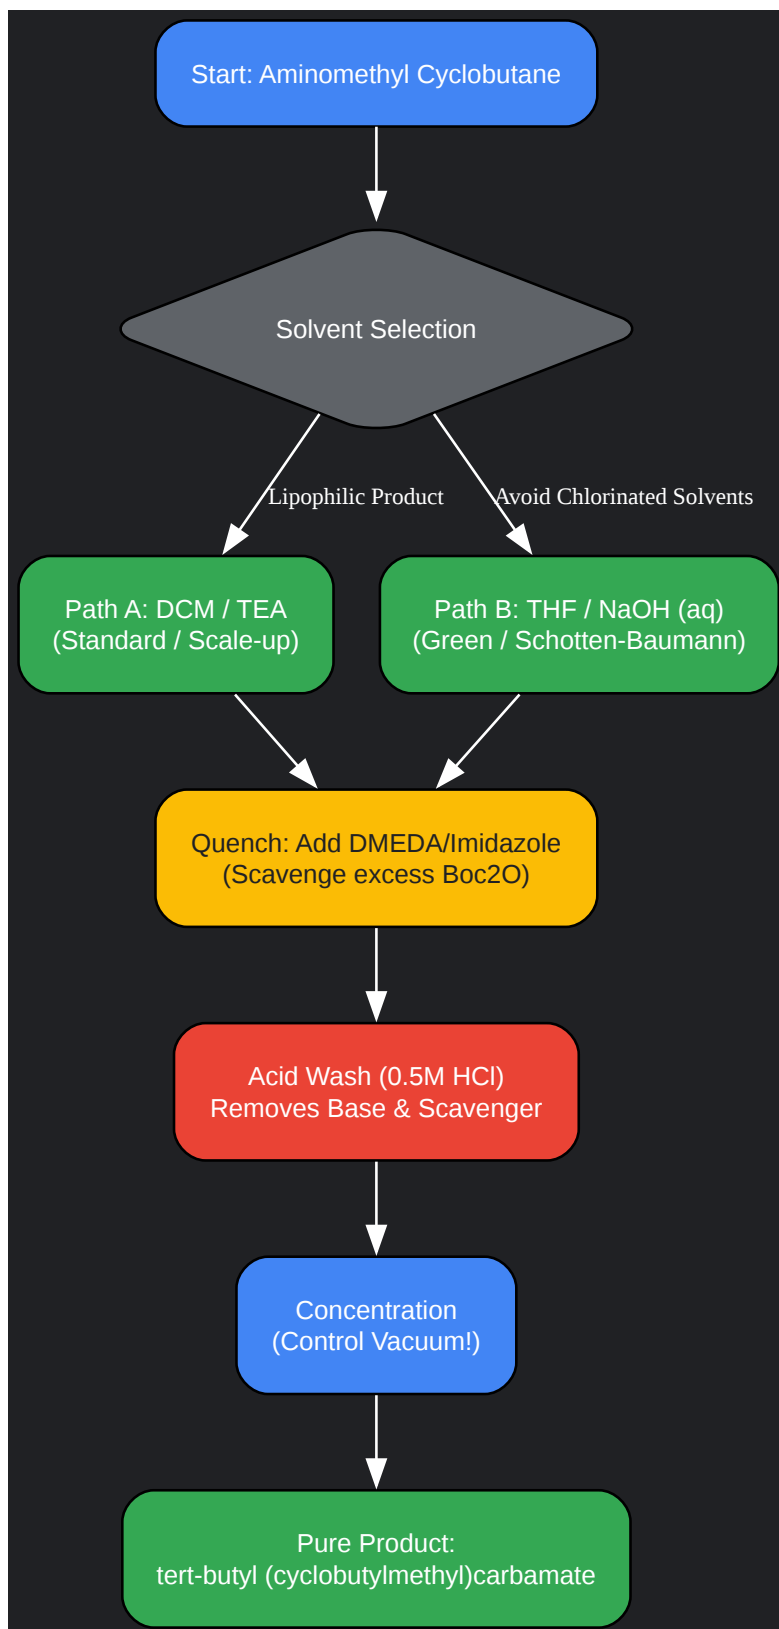 Start: Aminomethyl Cyclobutane
Solvent Selection
Lipophilic Product
Avoid Chlorinated Solvents
Path A: DCM / TEA
(Standard / Scale-up)
Path B: THF / NaOH (aq)
(Green / Schotten-Baumann)
Quench: Add DMEDA/Imidazole
(Scavenge excess Boc2O)
Acid Wash (0.5M HCl)
Removes Base & Scavenger
Concentration
(Control Vacuum!)
Pure Product:
tert-butyl (cyclobutylmethyl)carbamate